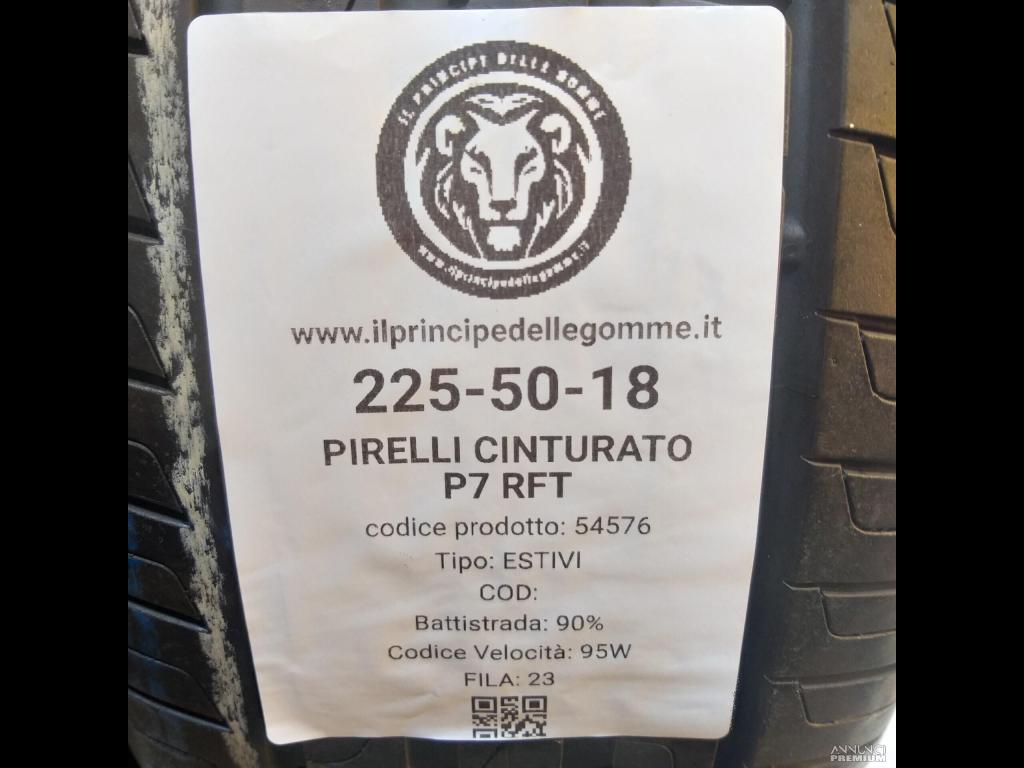 IL PRINCIPE DELLE GOMME
www.ilprincipedellegomme.it
www.ilprincipedellegomme.it
225-50-18
PIRELLI CINTURATO
P7 RFT
codice prodotto: 54576
Tipo: ESTIVI
COD:
Battistrada: 90%
Codice Velocità: 95W
FILA: 23
ANNUNCI
PREMIUM